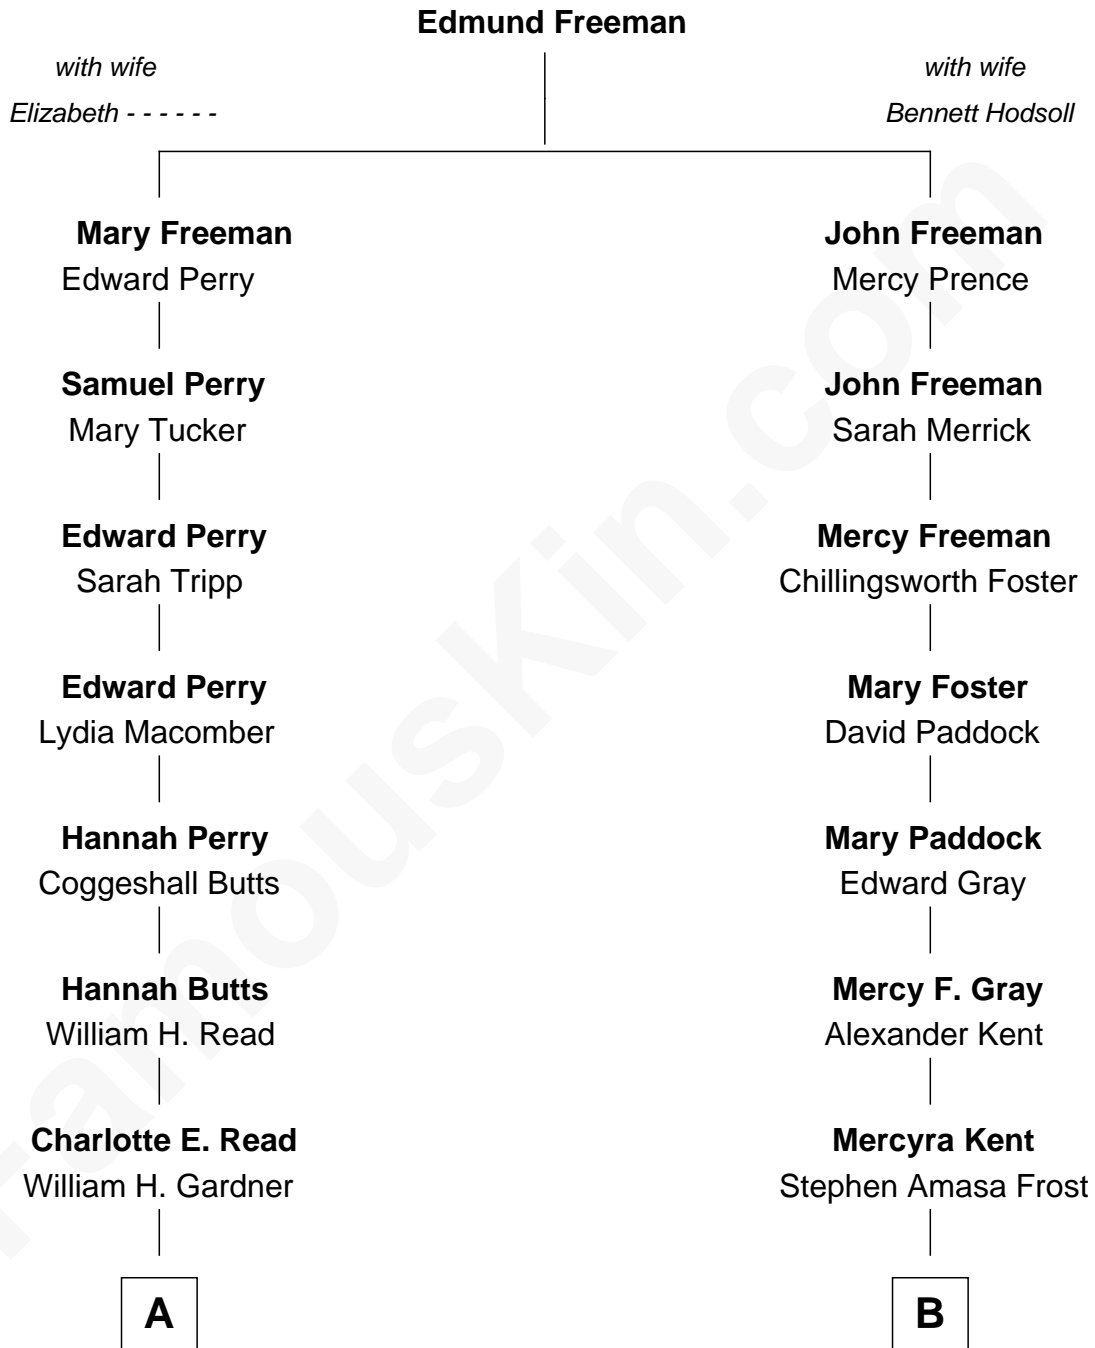 Edmund Freeman
with wife
Elizabeth - - - - - -
with wife
Bennett Hodsoll
Mary Freeman
Edward Perry
John Freeman
Mercy Prence
Samuel Perry
Mary Tucker
John Freeman
Sarah Merrick
Edward Perry
Sarah Tripp
Mercy Freeman
Chillingsworth Foster
Edward Perry
Lydia Macomber
Mary Foster
David Paddock
Hannah Perry
Coggeshall Butts
Mary Paddock
Edward Gray
Hannah Butts
William H. Read
Mercy F. Gray
Alexander Kent
Charlotte E. Read
William H. Gardner
Mercyra Kent
Stephen Amasa Frost
A
B
FamousKin.com